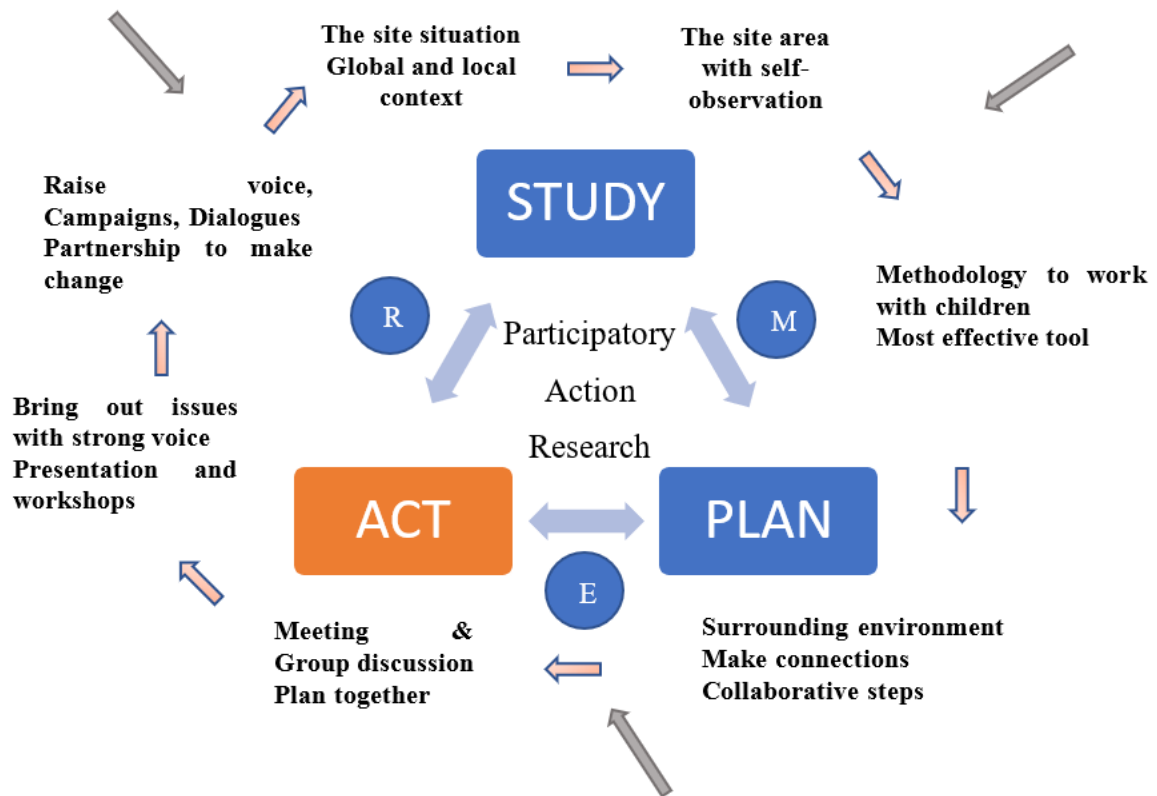 The site situation
Global and local
context
The site area
with self-
observation
STUDY
Raise voice,
Campaigns, Dialogues
Partnership to make
change
R
M
Methodology to work
with children
Most effective tool
Participatory
Action
Research
Bring out issues
with strong voice
Presentation and
workshops
ACT
PLAN
E
Meeting &
Group discussion
Plan together
Surrounding environment
Make connections
Collaborative steps